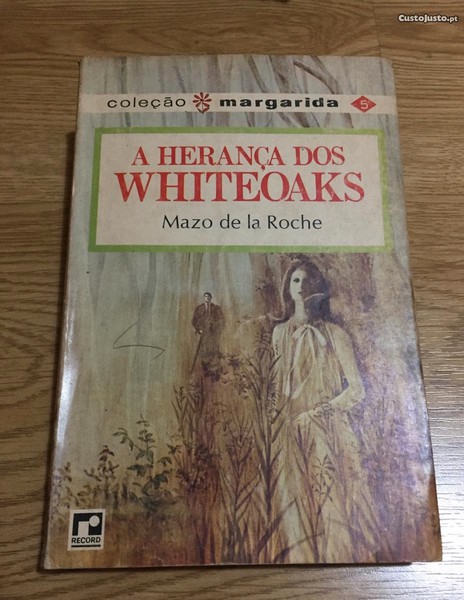 CustoJusto.pt
coleção margarida 5
A HERANÇA DOS
WHITEOAKS
Mazo de la Roche
RECORD